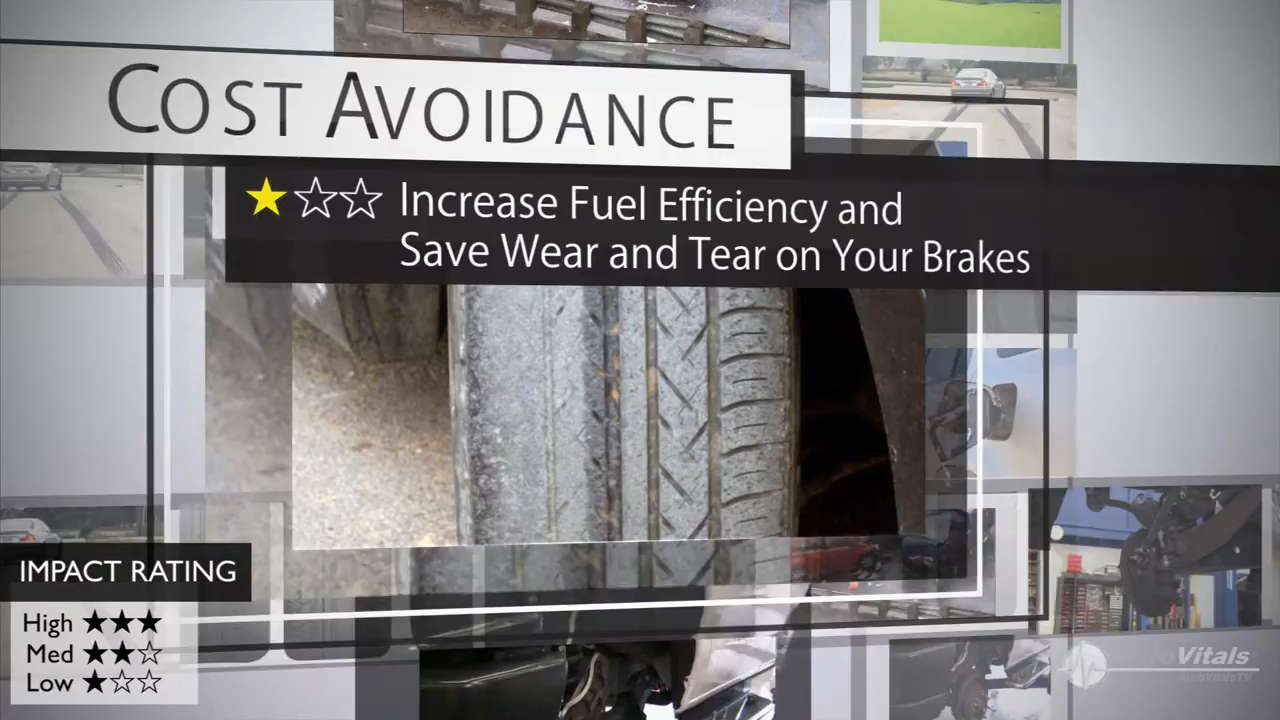 COST AVOIDANCE
Increase Fuel Efficiency and
Save Wear and Tear on Your Brakes
IMPACT RATING
High ★★★
Med ★★☆
Low ★☆☆
Vitals